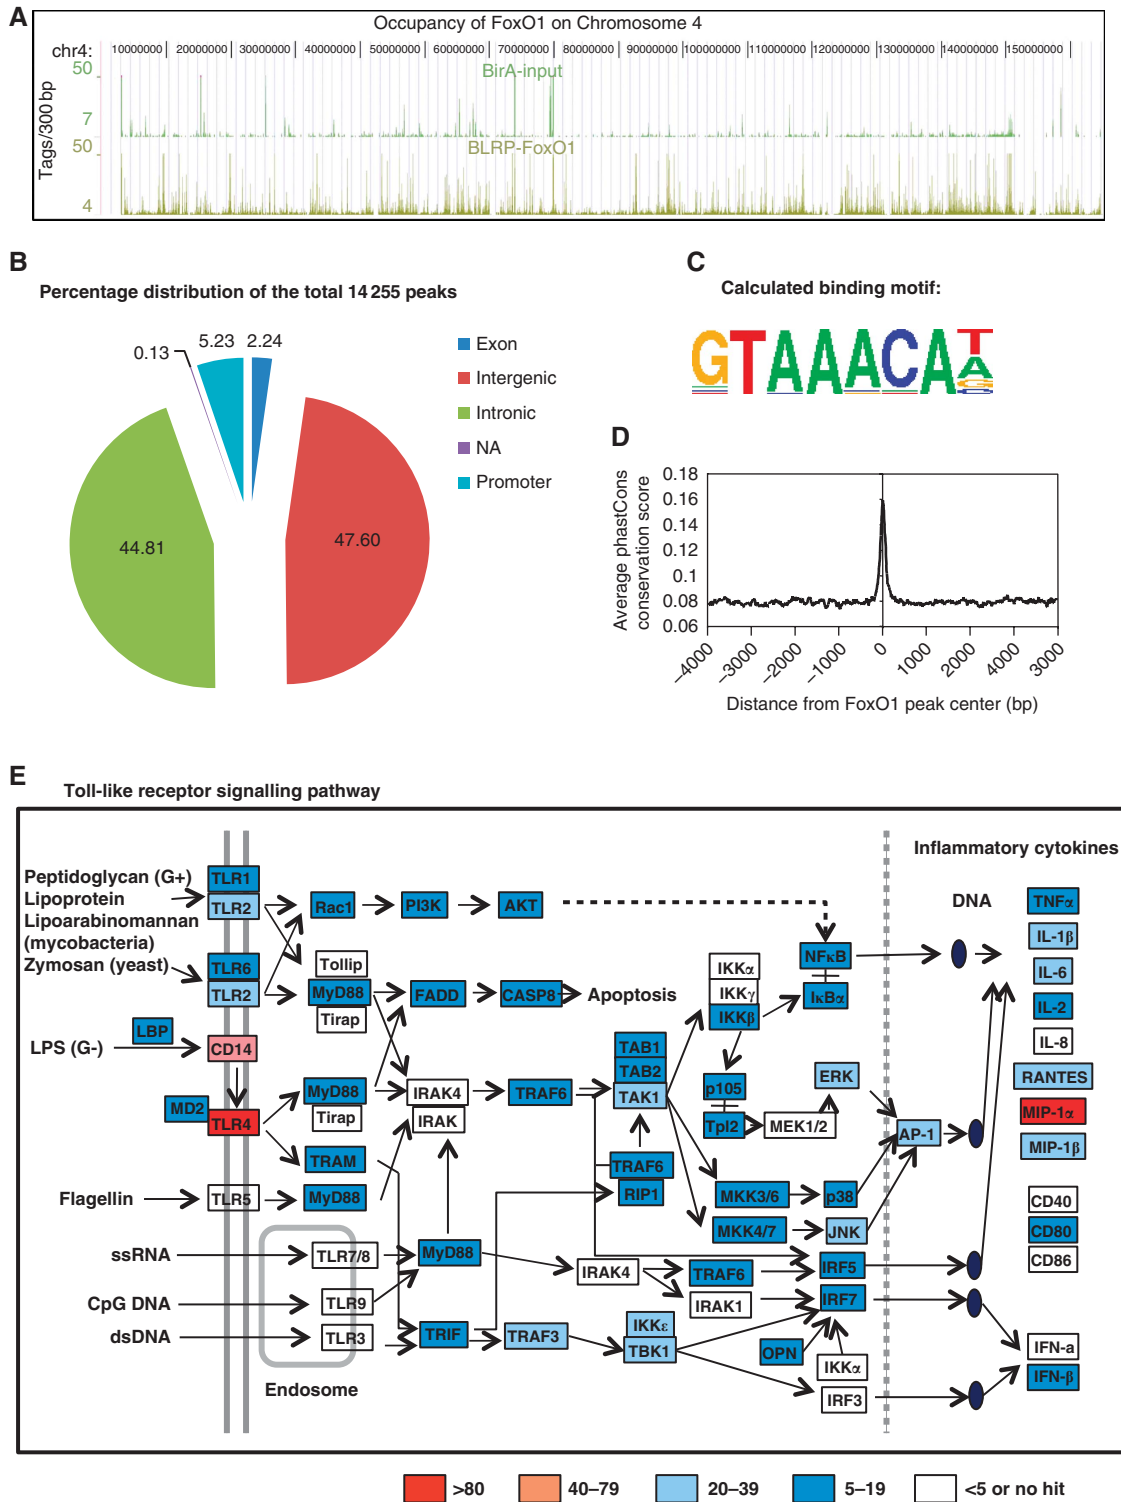 A
Occupancy of FoxO1 on Chromosome 4
chr4: 10000000 20000000 30000000 40000000 50000000 60000000 70000000 80000000 90000000 100000000 110000000 120000000 130000000 140000000 150000000
50
BirA-input
7
Tags/300 bp
50
BLRP-FoxO1
4
B
Percentage distribution of the total 14 255 peaks
0.13
5.23
2.24
44.81
47.60
Exon
Intergenic
Intronic
NA
Promoter
C
Calculated binding motif:
GTAAACAT
A
G
C
D
Average phastCons
conservation score
0.18
0.16
0.14
0.12
0.1
0.08
0.06
–4000
–3000
–2000
–1000
0
1000
2000
4000
3000
Distance from FoxO1 peak center (bp)
E
Toll-like receptor signalling pathway
Inflammatory cytokines
Peptidoglycan (G+)
Lipoprotein
Lipoarabinomannan
(mycobacteria)
Zymosan (yeast)
TLR1
TLR2
TLR6
TLR2
Rac1
PI3K
AKT
DNA
TNFα
IL-1β
IL-6
IL-2
IL-8
RANTES
MIP-1α
MIP-1β
CD40
CD80
CD86
Tollip
MyD88
Tirap
FADD
CASP8
Apoptosis
IKKα
IKKγ
IKKβ
NFκB
IκBα
LBP
LPS (G-)
CD14
MD2
TLR4
MyD88
Tirap
TRAM
IRAK4
IRAK
TRAF6
TAB1
TAB2
TAK1
p105
Tpl2
MEK1/2
ERK
AP-1
TRAF6
RIP1
MKK3/6
p38
MKK4/7
JNK
Flagellin
TLR5
MyD88
ssRNA
TLR7/8
MyD88
CpG DNA
TLR9
dsDNA
TLR3
Endosome
IRAK4
TRAF6
IRAK1
IRF5
IRF7
TRIF
TRAF3
IKKε
TBK1
OPN
IKKα
IRF3
IFN-a
IFN-β
>80
40–79
20–39
5–19
<5 or no hit